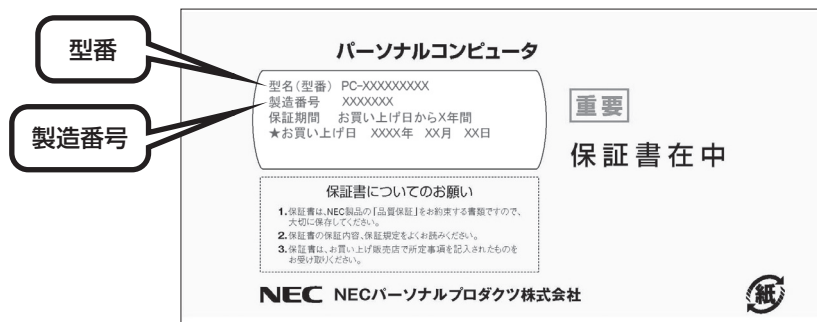 型番
製造番号
パーソナルコンピュータ
型名(型番) PC-XXXXXXXXX
製造番号 XXXXXXX
保証期間 お買い上げ日からX年間
★お買い上げ日 XXXX年 XX月 XX日
重要
保証書在中
保証書についてのお願い
1.保証書は、NEC製品の「品質保証」をお約束する書類ですので、
大切に保存してください。
2.保証書の保証内容、保証規定をよくお読みください。
3.保証書は、お買い上げ販売店で所定事項を記入されたものを
お受け取りください。
NEC NECパーソナルプロダクツ株式会社
紙